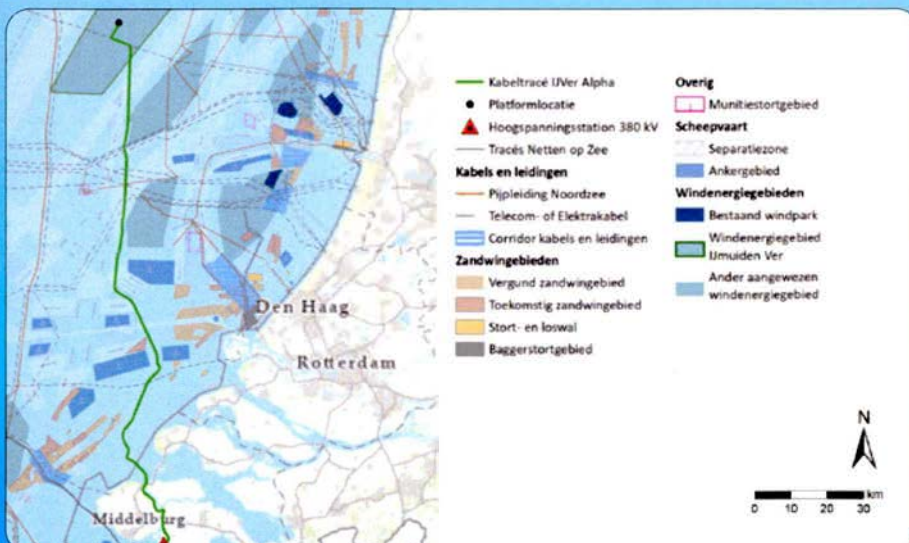 Den Haag
Rotterdam
Middelburg
Kabeltracé IJVer Alpha
Platformlocatie
Hoogspanningsstation 380 kV
Tracés Netten op Zee
Kabels en leidingen
Pijpleiding Noordzee
Telecom- of Elektrakabel
Corridor kabels en leidingen
Zandwingebieden
Vergund zandwingebied
Toekomstig zandwingebied
Stort- en loswal
Baggerstortgebied
Overig
Munitiestortgebied
Scheepvaart
Separatiezone
Ankergebied
Windenergiegebieden
Bestaand windpark
Windenergiegebied
IJmuiden Ver
Ander aangewezen
windenergiegebied
N
0 10 20 30 km